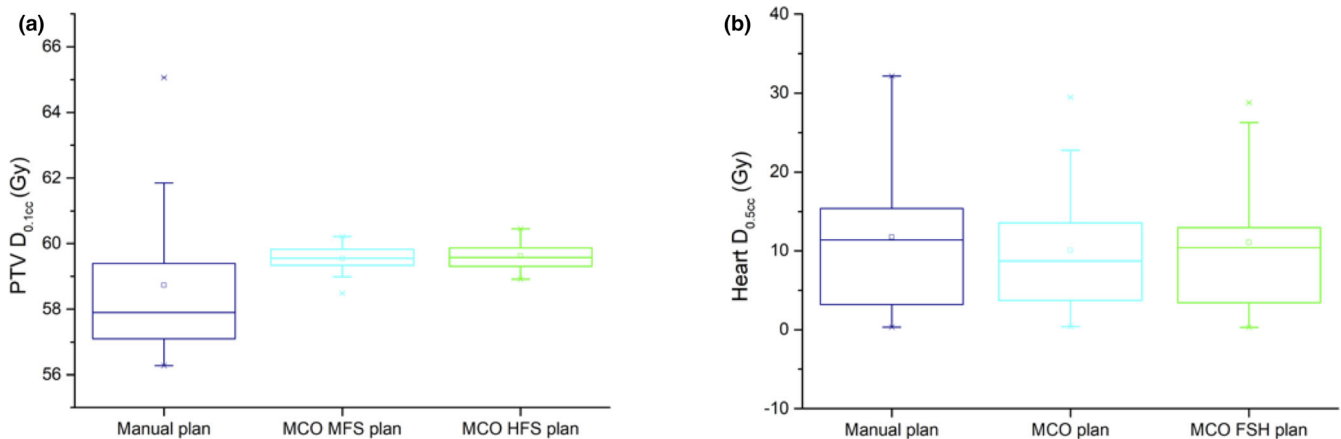 (a)
PTV D0.1cc (Gy)
66
64
62
60
58
56
Manual plan
MCO MFS plan
MCO HFS plan
(b)
Heart D0.5cc (Gy)
40
30
20
10
0
-10
Manual plan
MCO plan
MCO FSH plan